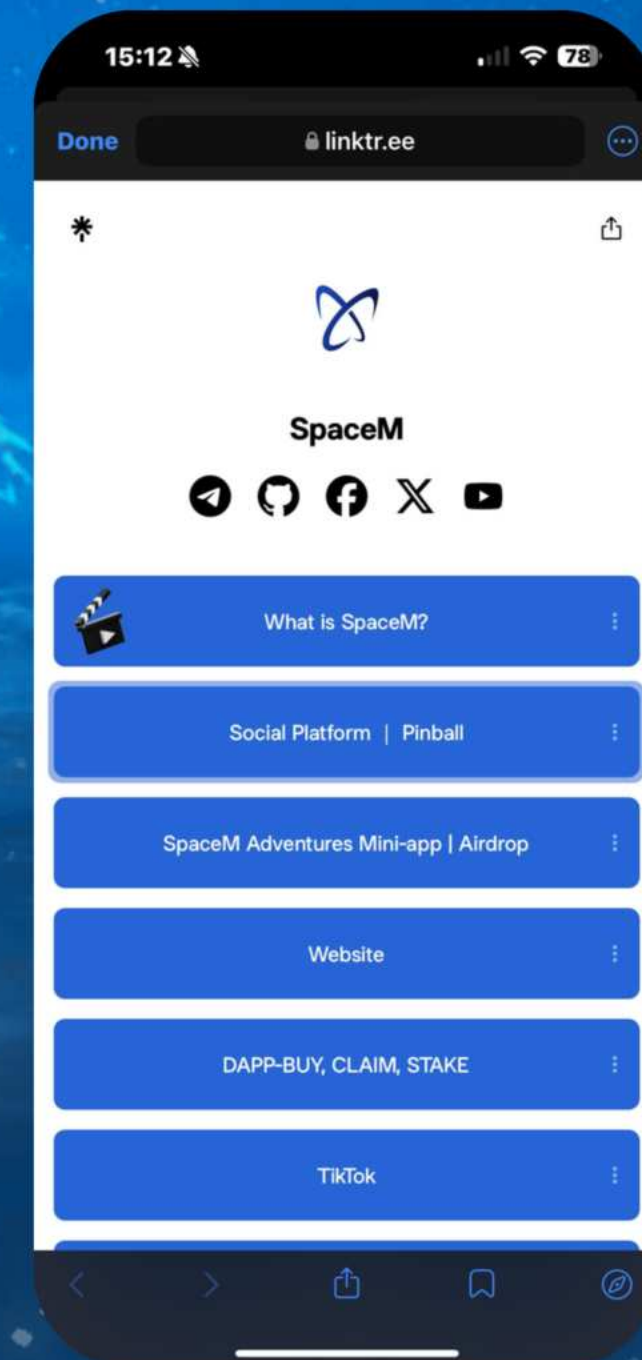 15:12
78
Done
linktr.ee
SpaceM
What is SpaceM?
Social Platform | Pinball
SpaceM Adventures Mini-app | Airdrop
Website
DAPP-BUY, CLAIM, STAKE
TikTok